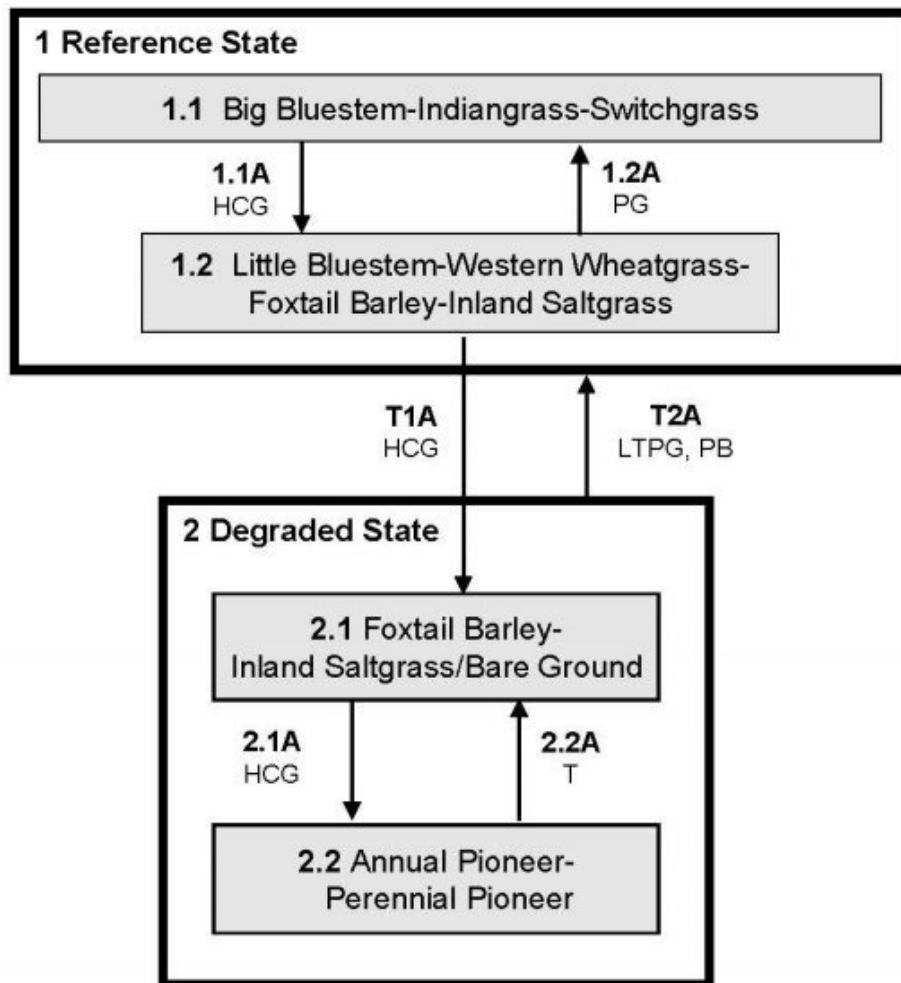 1 Reference State
1.1 Big Bluestem-Indiangrass-Switchgrass
1.1A
HCG
1.2A
PG
1.2 Little Bluestem-Western Wheatgrass-
Foxtail Barley-Inland Saltgrass
T1A
HCG
T2A
LTPG, PB
2 Degraded State
2.1 Foxtail Barley-
Inland Saltgrass/Bare Ground
2.1A
HCG
2.2A
T
2.2 Annual Pioneer-
Perennial Pioneer